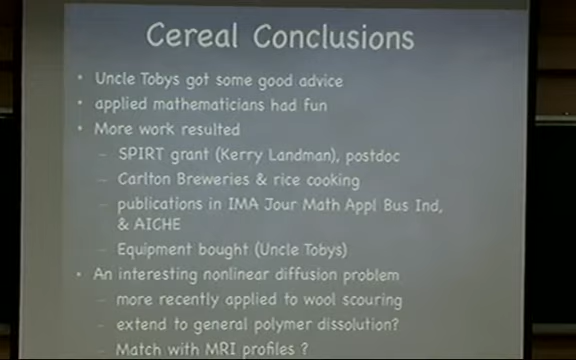 Cereal Conclusions
• Uncle Tobys got some good advice
• applied mathematicians had fun
• More work resulted
– SPIRT grant (Kerry Landman), postdoc
– Carlton Breweries & rice cooking
– publications in IMA Jour Math Appl Bus Ind,
& AICHE
– Equipment bought (Uncle Tobys)
• An interesting nonlinear diffusion problem
– more recently applied to wool scouring
– extend to general polymer dissolution?
– Match with MRI profiles ?